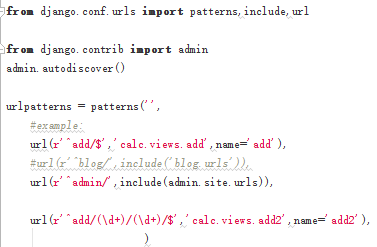 from django.conf.urls import patterns,include,url
from django.contrib import admin
admin.autodiscover()
urlpatterns = patterns('',
#example:
url(r'^add/$','calc.views.add',name='add'),
#url(r'^blog/',include('blog.urls')),
url(r'^admin/',include(admin.site.urls)),
url(r'^add/(\d+)/(\d+)/$','calc.views.add2',name='add2'),
)